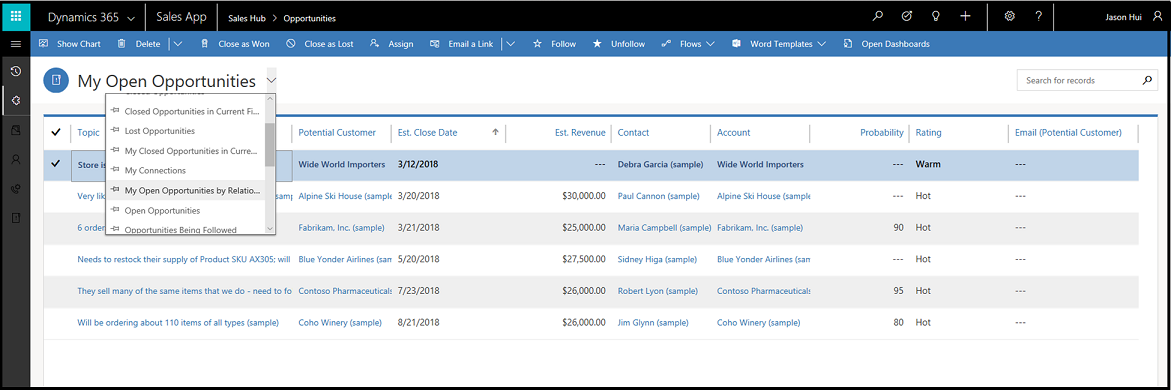 Dynamics 365 Sales App Sales Hub > Opportunities Jason Hui
Show Chart Delete Close as Won Close as Lost Assign Email a Link Follow Unfollow Flows Word Templates Open Dashboards
My Open Opportunities Search for records
Closed Opportunities in Current Fi...
Lost Opportunities
My Closed Opportunities in Curre...
My Connections
My Open Opportunities by Relatio...
Open Opportunities
Opportunities Being Followed
Topic Potential Customer Est. Close Date Est. Revenue Contact Account Probability Rating Email (Potential Customer)
Store is Wide World Importers 3/12/2018 --- Debra Garcia (sample) Wide World Importers --- Warm ---
Very lik Alpine Ski House (sample) 3/20/2018 $30,000.00 Paul Cannon (sample) Alpine Ski House (sample) --- Hot ---
6 order Fabrikam, Inc. (sample) 3/21/2018 $25,000.00 Maria Campbell (sample) Fabrikam, Inc. (sample) 90 Hot ---
Needs to restock their supply of Product SKU AX305; will Blue Yonder Airlines (sam 5/20/2018 $27,500.00 Sidney Higa (sample) Blue Yonder Airlines (sample) --- Hot ---
They sell many of the same items that we do - need to fo Contoso Pharmaceuticals 7/23/2018 $26,000.00 Robert Lyon (sample) Contoso Pharmaceuticals (sample) 95 Hot ---
Will be ordering about 110 items of all types (sample) Coho Winery (sample) 8/21/2018 $26,000.00 Jim Glynn (sample) Coho Winery (sample) 80 Hot ---